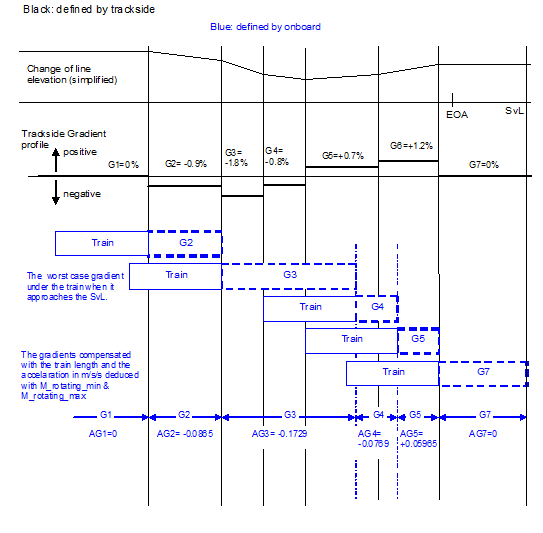 Black: defined by trackside
Blue: defined by onboard
Change of line
elevation (simplified)
EOA
SvL
Trackside Gradient
profile
positive
negative
G1=0%
G2= -0.9%
G3=
-1.8%
G4=
-0.8%
G5=+0.7%
G6=+1.2%
G7=0%
Train
G2
The worst case gradient
under the train when it
approaches the SvL.
Train
G3
Train
G4
Train
G5
Train
G7
The gradients compensated
with the train length and the
accelaration in m/s/s deduced
with M_rotating_min &
M_rotating_max
G1
G2
G3
G4
G5
G7
AG1=0
AG2= -0.0865
AG3= -0.1729
AG4=
-0.0769
AG5=
+0.05965
AG7=0